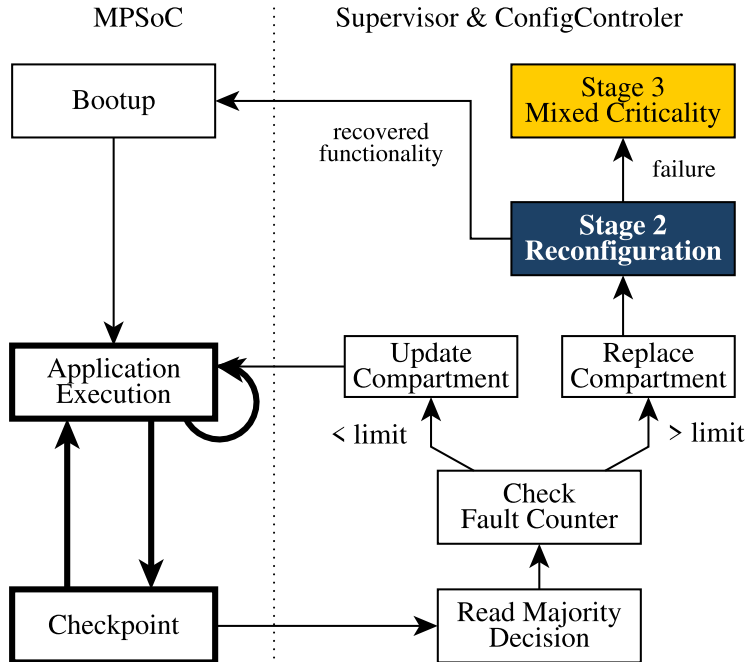 MPSoC
Supervisor & ConfigControler
Bootup
Stage 3
Mixed Criticality
recovered
functionality
failure
Stage 2
Reconfiguration
Application
Execution
Update
Compartment
Replace
Compartment
< limit
> limit
Check
Fault Counter
Checkpoint
Read Majority
Decision